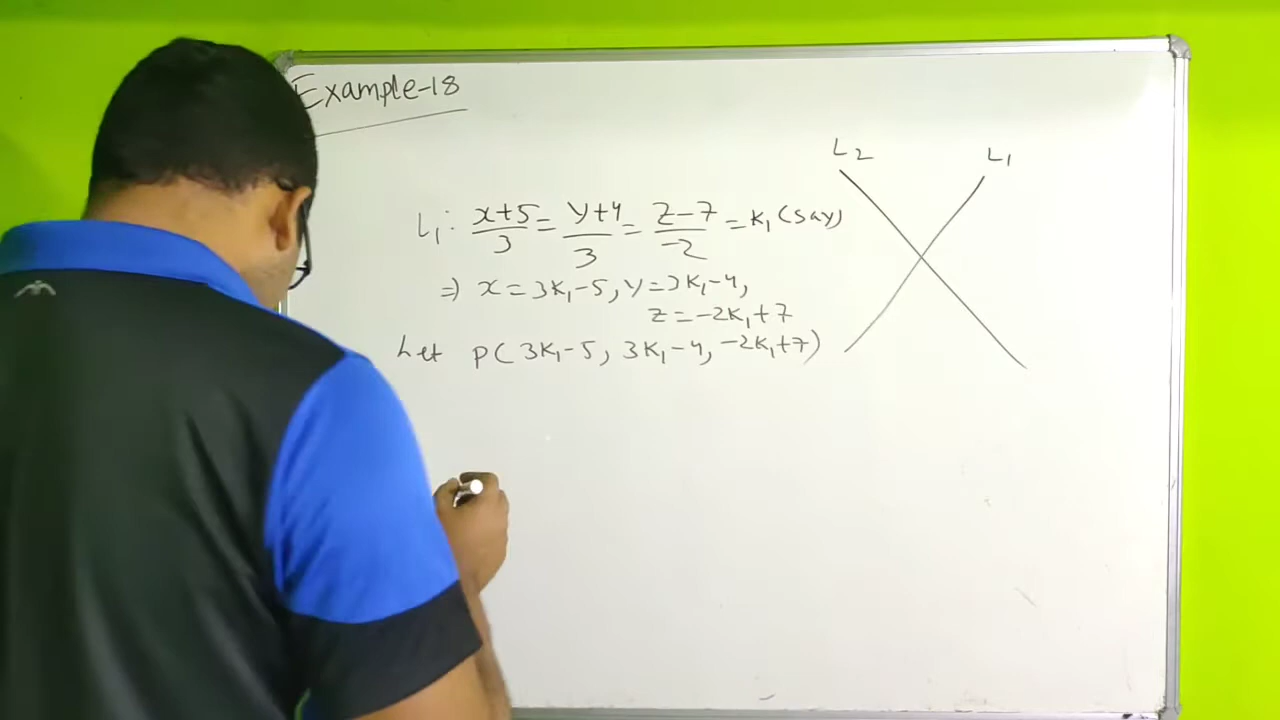 Example-18
L2 L1
L1: x+5/3 = y+4/3 = z-7/-2 = K1 (say)
⇒ x = 3K1-5, y = 3K1-4,
z = -2K1+7
Let P(3K1-5, 3K1-4, -2K1+7)